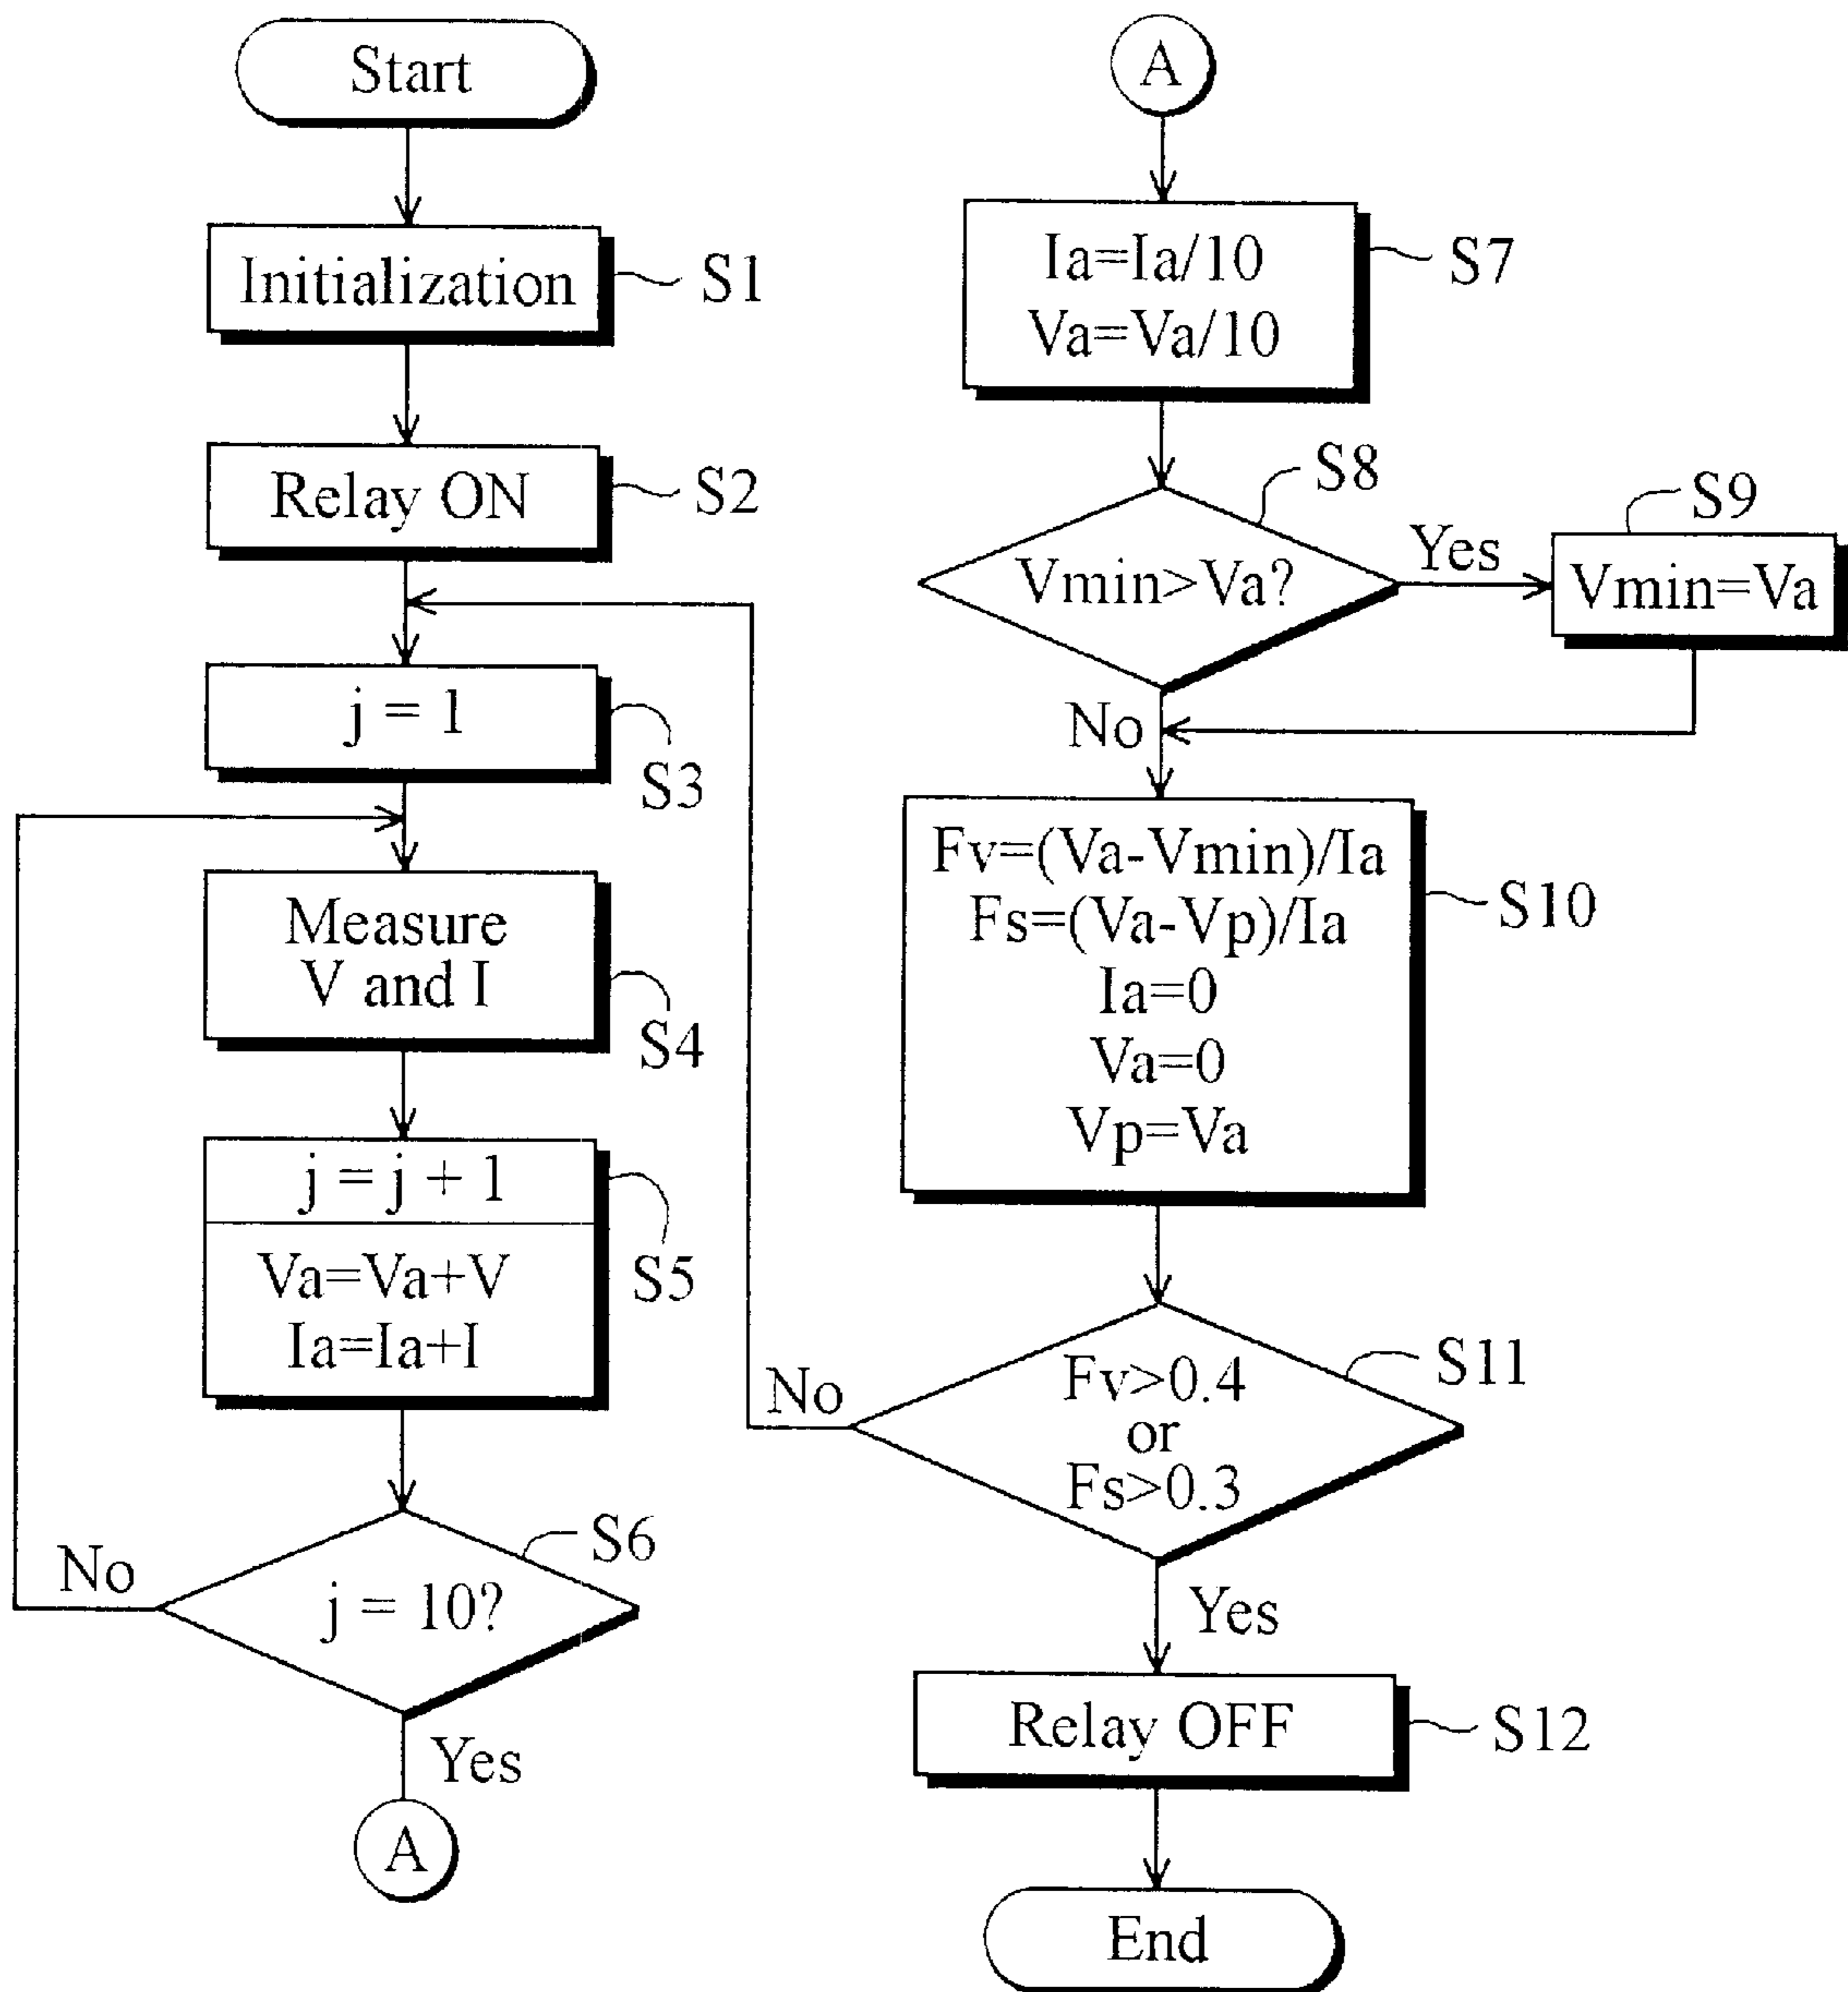 Start
Initialization
S1
Relay ON
S2
j = 1
S3
Measure
V and I
S4
j = j + 1
Va=Va+V
Ia=Ia+I
S5
j = 10?
S6
No
Yes
A
A
Ia=Ia/10
Va=Va/10
S7
Vmin>Va?
S8
Yes
Vmin=Va
S9
No
Fv=(Va-Vmin)/Ia
Fs=(Va-Vp)/Ia
Ia=0
Va=0
Vp=Va
S10
Fv>0.4
or
Fs>0.3
S11
No
Yes
Relay OFF
S12
End